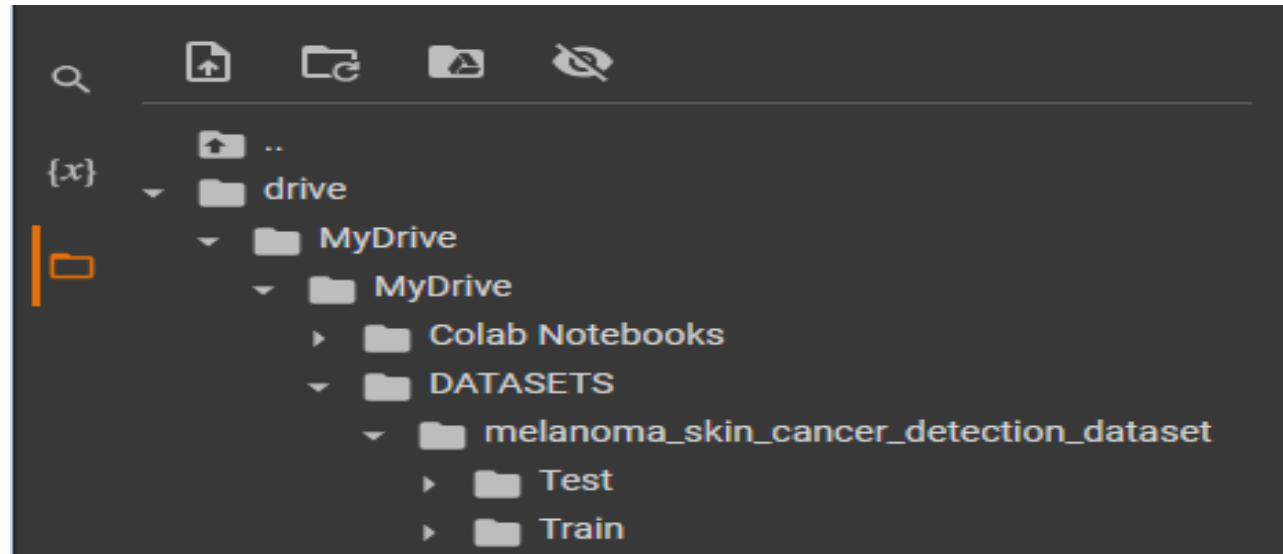 ..
{x}
drive
MyDrive
MyDrive
Colab Notebooks
DATASETS
melanoma_skin_cancer_detection_dataset
Test
Train